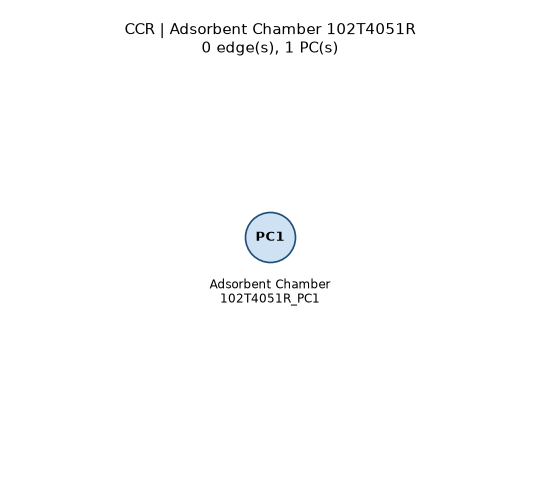 CCR | Adsorbent Chamber 102T4051R
0 edge(s), 1 PC(s)
PC1
Adsorbent Chamber
102T4051R_PC1